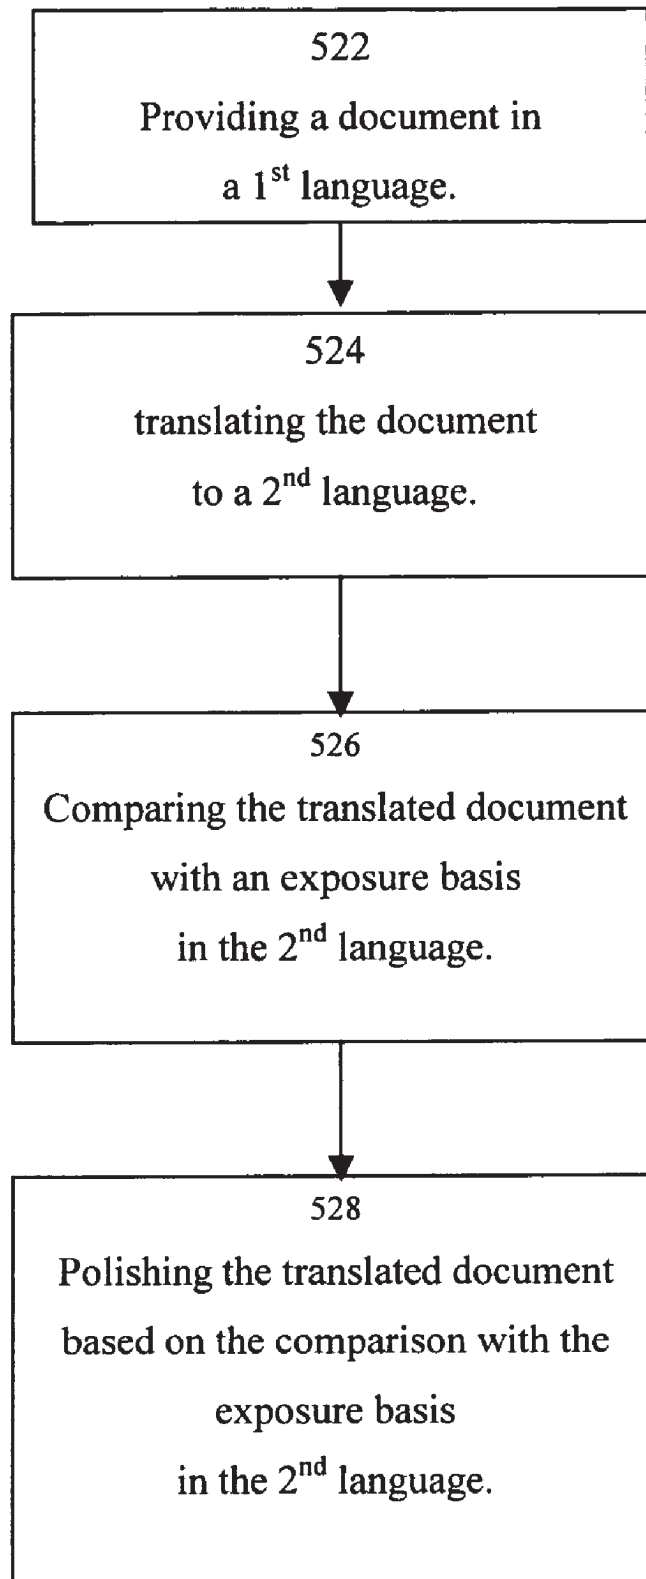 522
Providing a document in
a 1st language.
524
translating the document
to a 2nd language.
526
Comparing the translated document
with an exposure basis
in the 2nd language.
528
Polishing the translated document
based on the comparison with the
exposure basis
in the 2nd language.